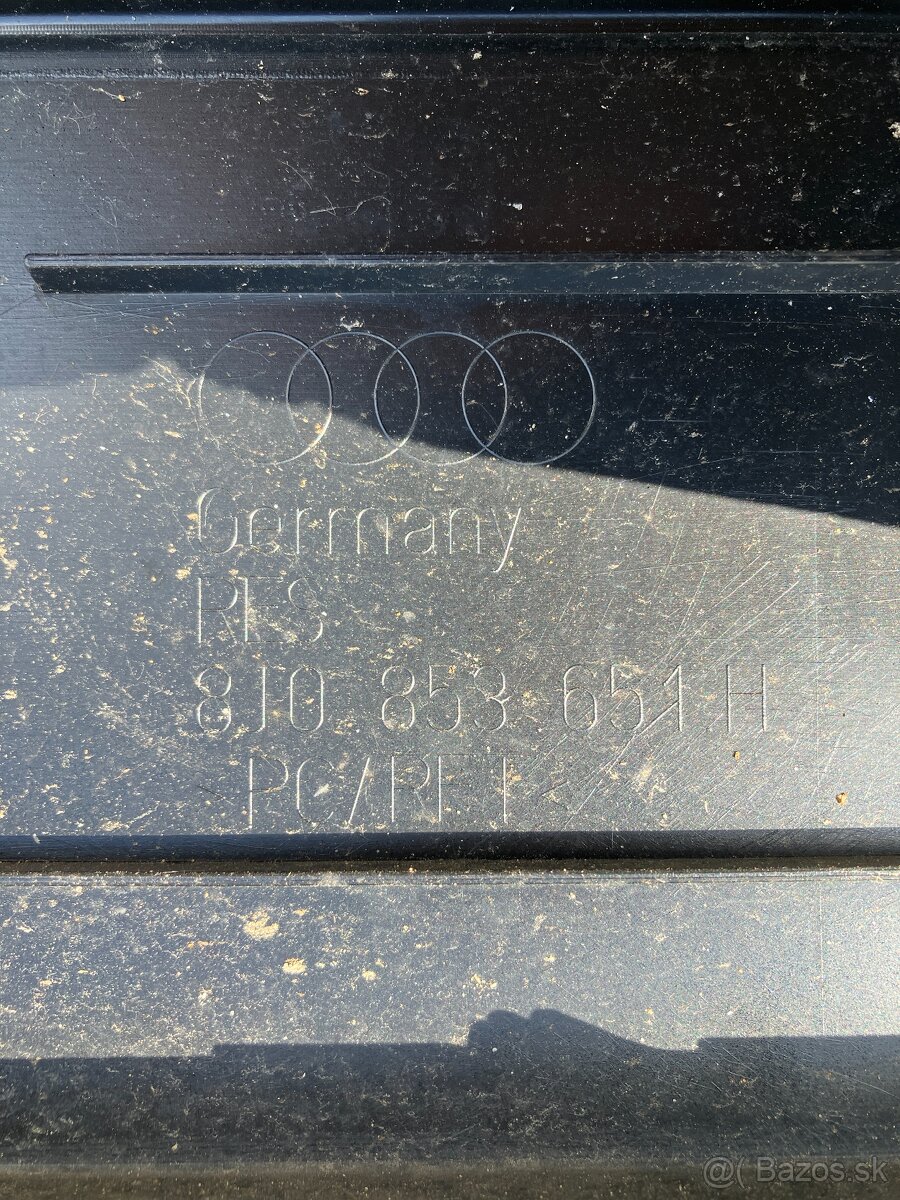 Germany
RES
8J0 853 651 H
>PC/PET<
@( Bazos.sk